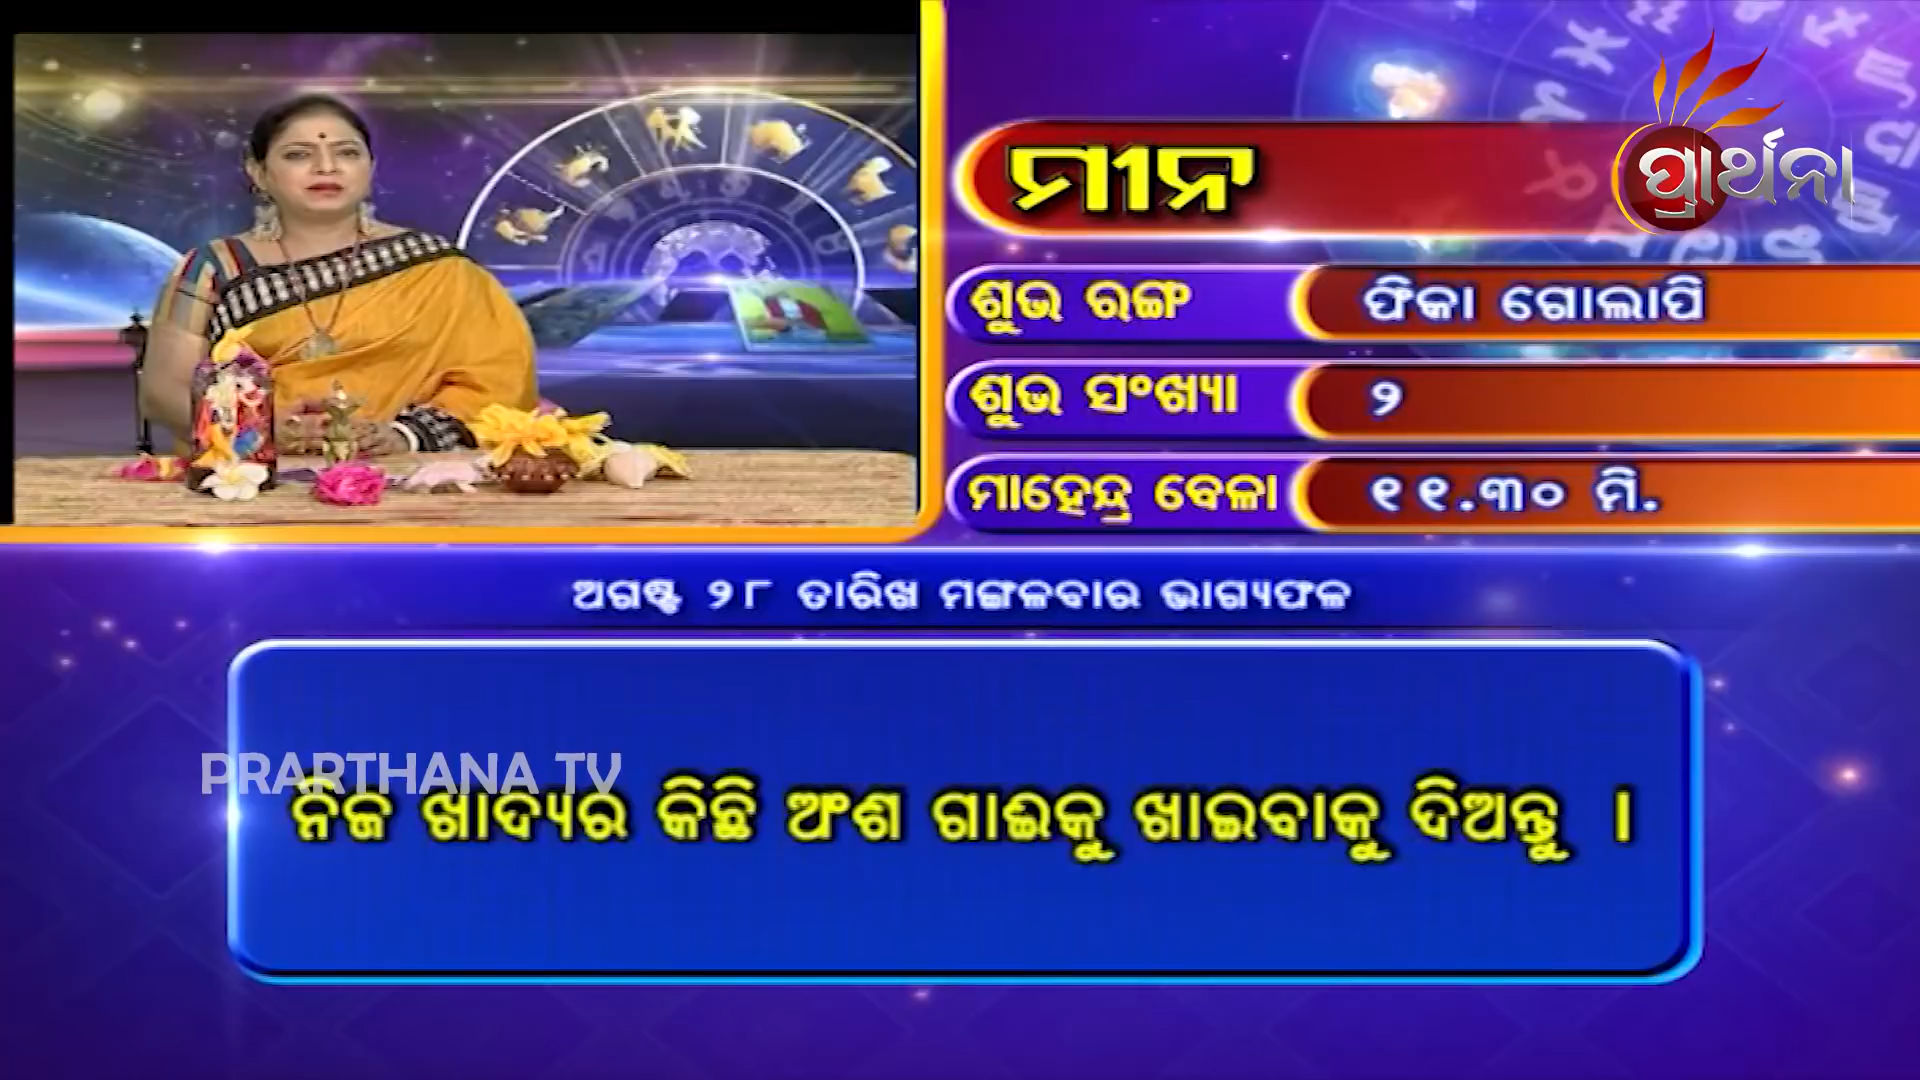 ମୀନ
ପ୍ରାର୍ଥନା
ଶୁଭ ରଙ୍ଗ ଫିକା ଗୋଲାପି
ଶୁଭ ସଂଖ୍ୟା ୨
ମାହେନ୍ଦ୍ର ବେଳା ୧୧.୩୦ ମି.
ଅଗଷ୍ଟ ୨୮ ତାରିଖ ମଙ୍ଗଳବାର ଭାଗ୍ୟଫଳ
PRARTHANA TV
ନିଜ ଖାଦ୍ୟର କିଛି ଅଂଶ ଗାଈକୁ ଖାଇବାକୁ ଦିଅନ୍ତୁ ।